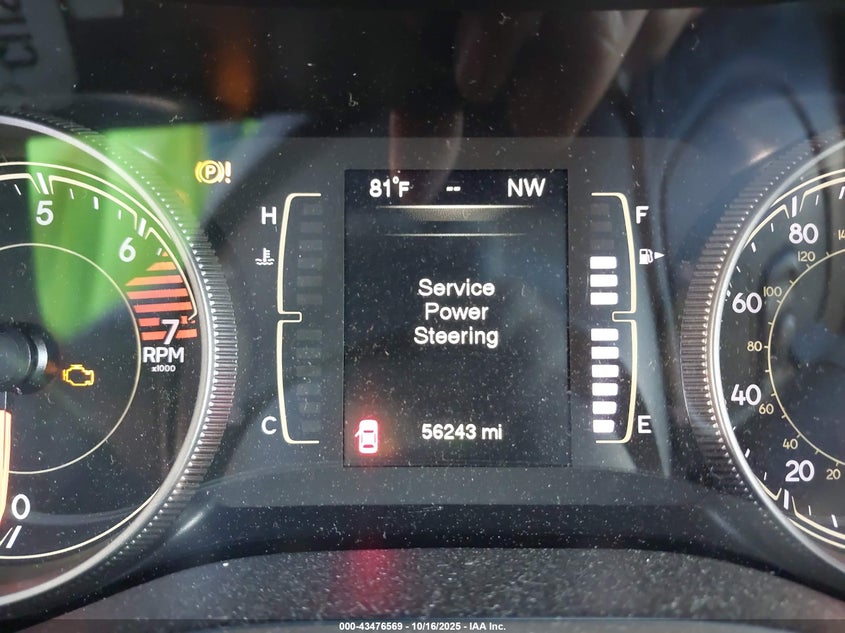 81°F -- NW
H
F
Service
Power
Steering
C
E
56243 mi
5
6
7
RPM
x1000
0
80
120
100
60
80
40
60
40
20
20
(P)!
000-43476569 - 10/16/2025 - IAA Inc.